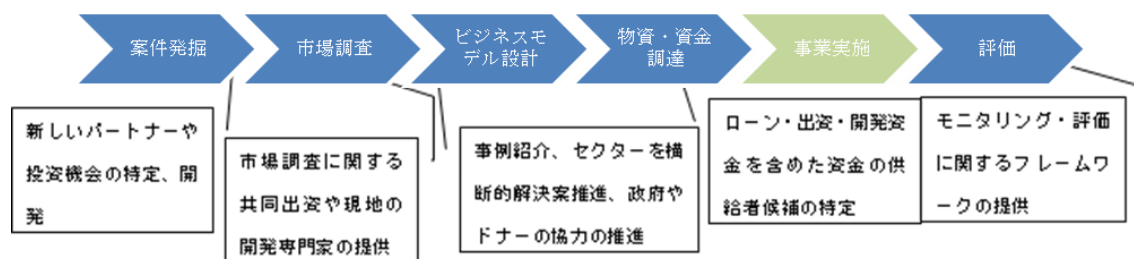 案件発掘
市場調査
ビジネスモ
デル設計
物資・資金
調達
事業実施
評価
新しいパートナーや
投資機会の特定、開
発
市場調査に関する
共同出資や現地の
開発専門家の提供
事例紹介、セクターを横
断的解決案推進、政府や
ドナーの協力の推進
ローン・出資・開発資
金を含めた資金の供
給者候補の特定
モニタリング・評価
に関するフレームワ
ークの提供